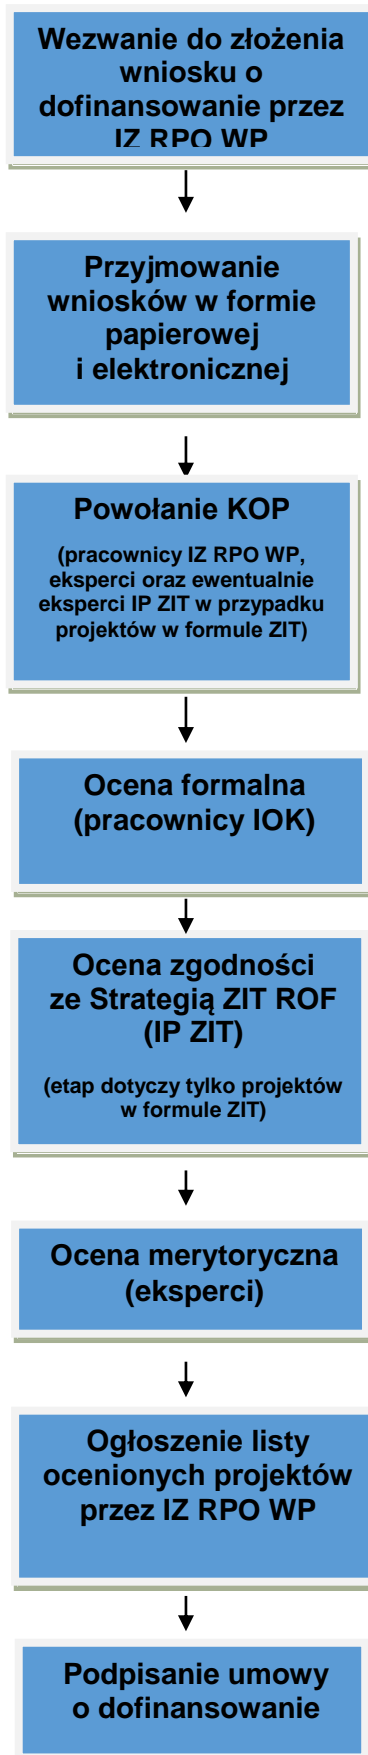 Wezwanie do złożenia
wniosku o
dofinansowanie przez
IZ RPO WP
Przyjmowanie
wniosków w formie
papierowej
i elektronicznej
Powołanie KOP
(pracownicy IZ RPO WP,
eksperci oraz ewentualnie
eksperci IP ZIT w przypadku
projektów w formule ZIT)
Ocena formalna
(pracownicy IOK)
Ocena zgodności
ze Strategią ZIT ROF
(IP ZIT)
(etap dotyczy tylko projektów
w formule ZIT)
Ocena merytoryczna
(eksperci)
Ogłoszenie listy
ocenionych projektów
przez IZ RPO WP
Podpisanie umowy
o dofinansowanie